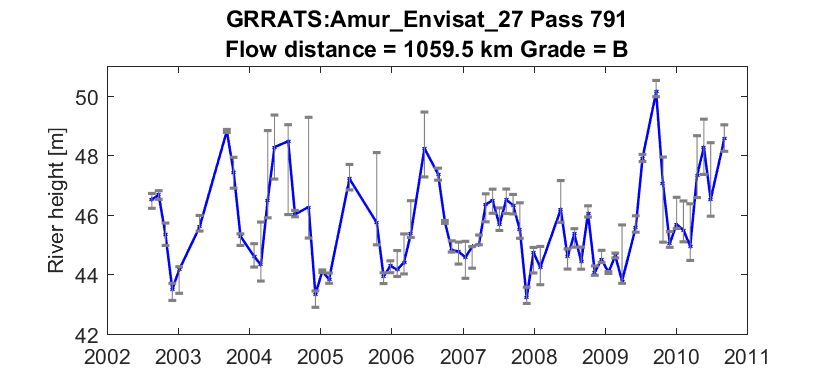 GRRATS:Amur_Envisat_27 Pass 791
Flow distance = 1059.5 km Grade = B
River height [m]
50
48
46
44
42
2002 2003 2004 2005 2006 2007 2008 2009 2010 2011